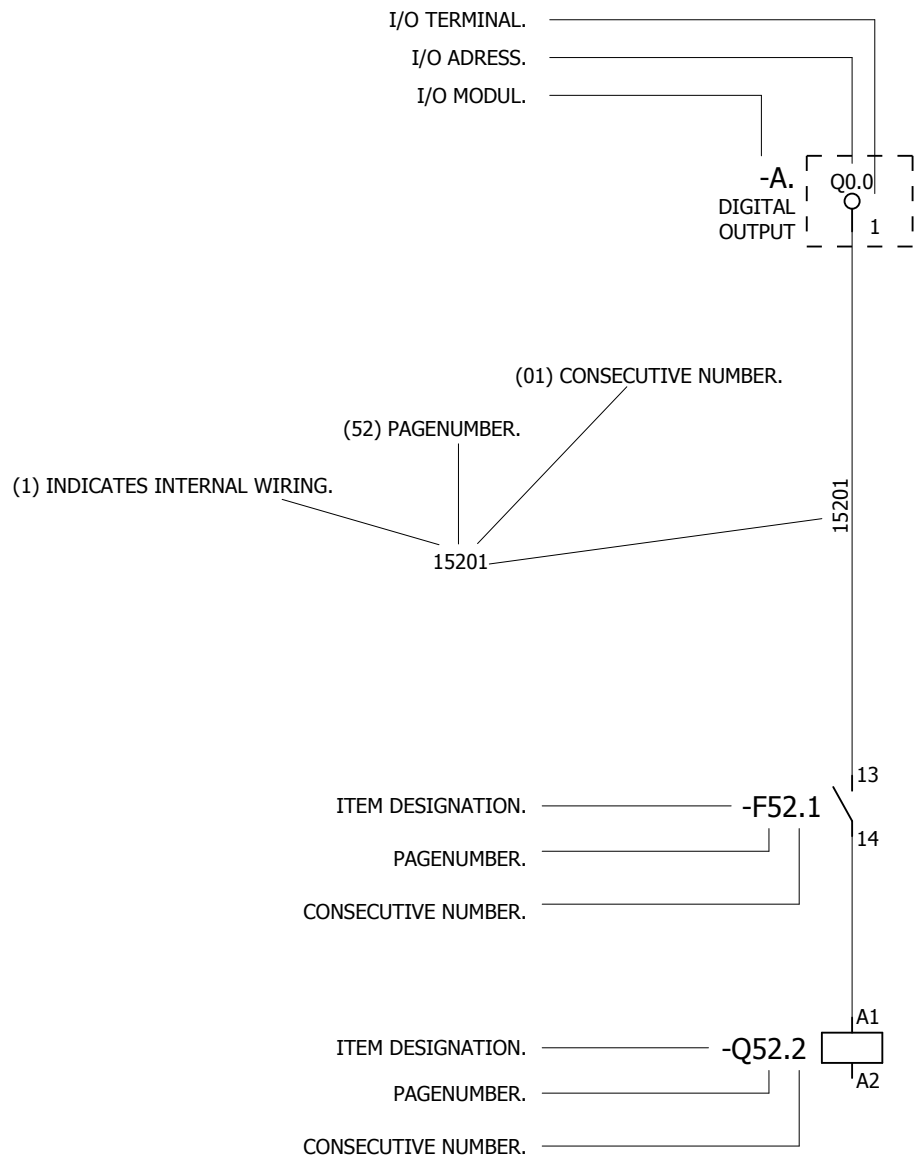 I/O TERMINAL.
I/O ADRESS.
I/O MODUL.
-A.
Q0.0
DIGITAL
OUTPUT
1
(01) CONSECUTIVE NUMBER.
(52) PAGENUMBER.
(1) INDICATES INTERNAL WIRING.
15201
15201
13
ITEM DESIGNATION.
-F52.1
14
PAGENUMBER.
CONSECUTIVE NUMBER.
A1
ITEM DESIGNATION.
-Q52.2
A2
PAGENUMBER.
CONSECUTIVE NUMBER.